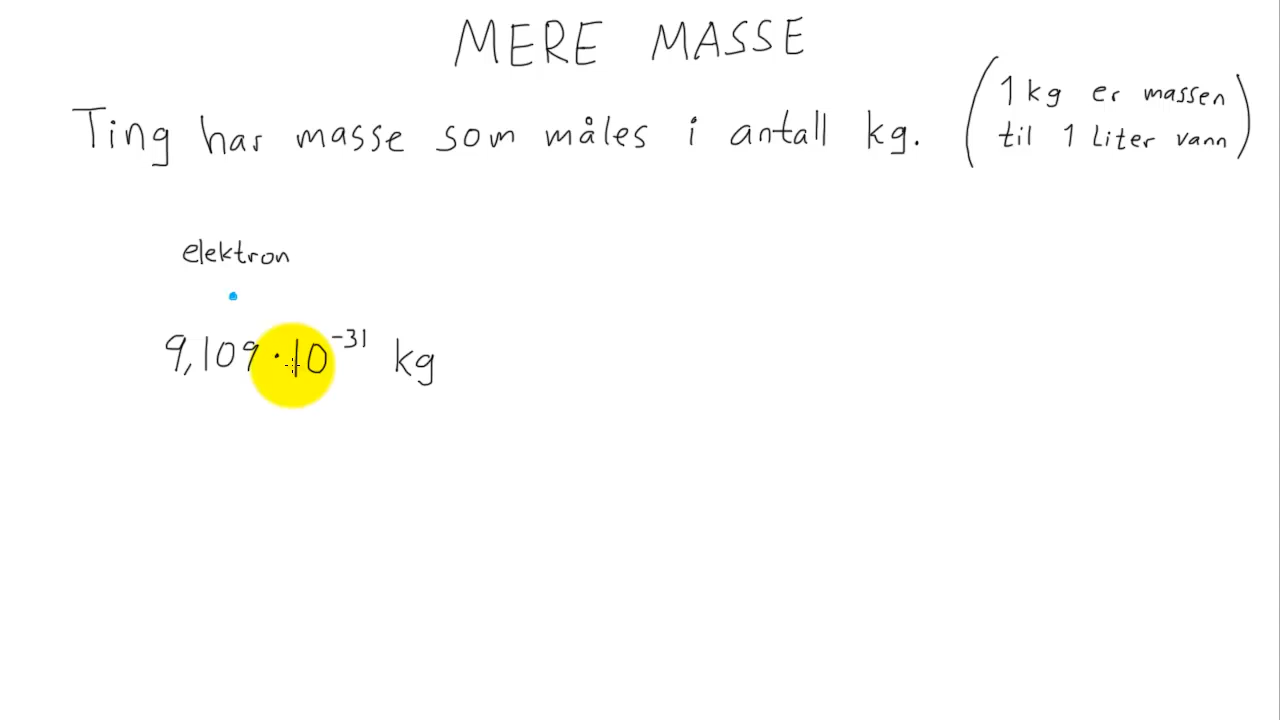 MERE MASSE
Ting har masse som måles i antall kg.
(1 kg er massen
til 1 Liter vann)
elektron
9,109 · 10⁻³¹ kg